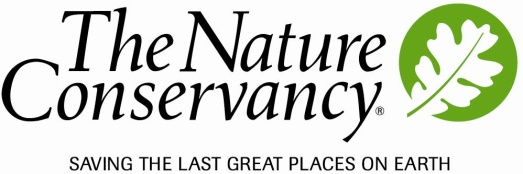 The Nature
Conservancy®
SAVING THE LAST GREAT PLACES ON EARTH